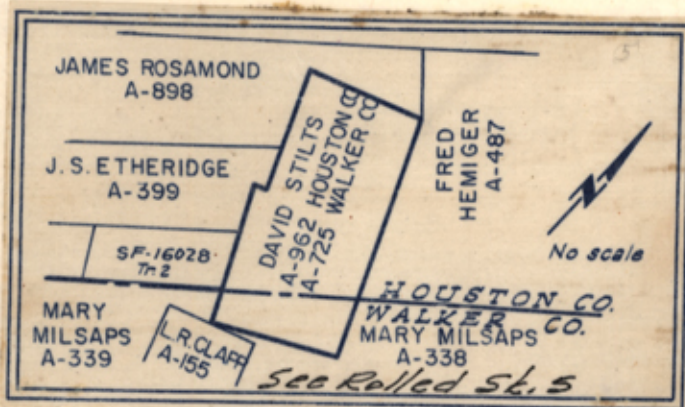 JAMES ROSAMOND
A-898
J.S. ETHERIDGE
A-399
SF-16028
Tr. 2
DAVID STILTS
A-962 HOUSTON CO
A-725 WALKER CO
FRED
HEMIGER
A-487
No scale
HOUSTON CO.
WALKER CO.
MARY
MILSAPS
A-339
L.R. CLAPP
A-155
MARY MILSAPS
A-338
See Rolled Sk. 5